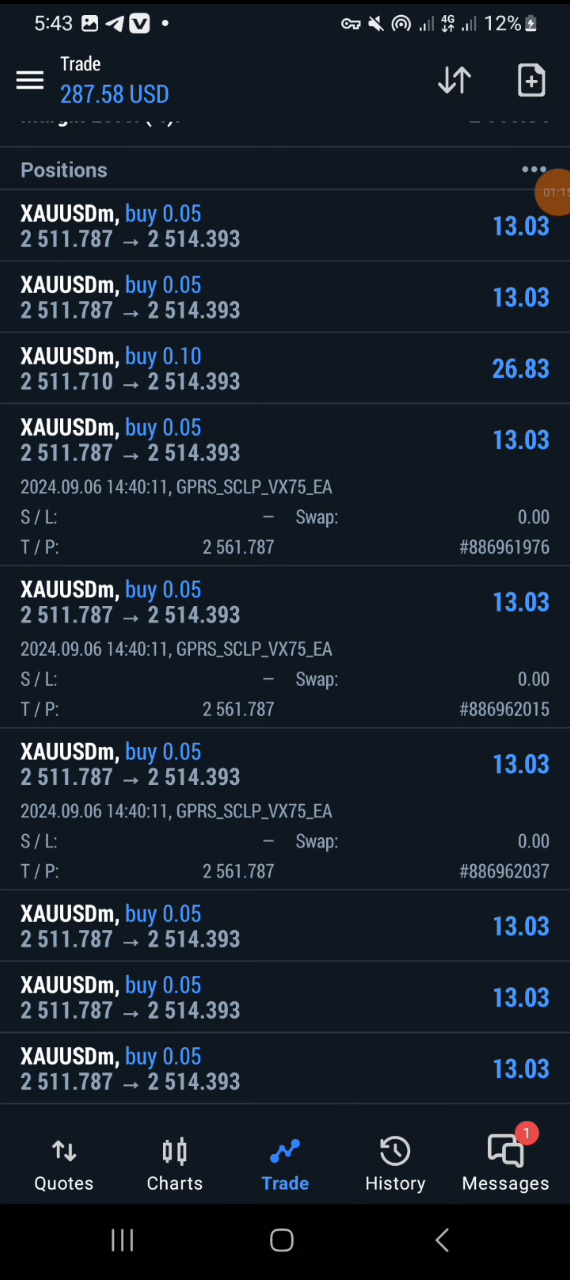 5:43
4G
12%
Trade
287.58 USD
Positions
01:15
XAUUSDm, buy 0.05
2 511.787 → 2 514.393
13.03
XAUUSDm, buy 0.05
2 511.787 → 2 514.393
13.03
XAUUSDm, buy 0.10
2 511.710 → 2 514.393
26.83
XAUUSDm, buy 0.05
2 511.787 → 2 514.393
13.03
2024.09.06 14:40:11, GPRS_SCLP_VX75_EA
S / L: – Swap: 0.00
T / P: 2 561.787 #886961976
XAUUSDm, buy 0.05
2 511.787 → 2 514.393
13.03
2024.09.06 14:40:11, GPRS_SCLP_VX75_EA
S / L: – Swap: 0.00
T / P: 2 561.787 #886962015
XAUUSDm, buy 0.05
2 511.787 → 2 514.393
13.03
2024.09.06 14:40:11, GPRS_SCLP_VX75_EA
S / L: – Swap: 0.00
T / P: 2 561.787 #886962037
XAUUSDm, buy 0.05
2 511.787 → 2 514.393
13.03
XAUUSDm, buy 0.05
2 511.787 → 2 514.393
13.03
XAUUSDm, buy 0.05
2 511.787 → 2 514.393
13.03
1
Quotes Charts Trade History Messages